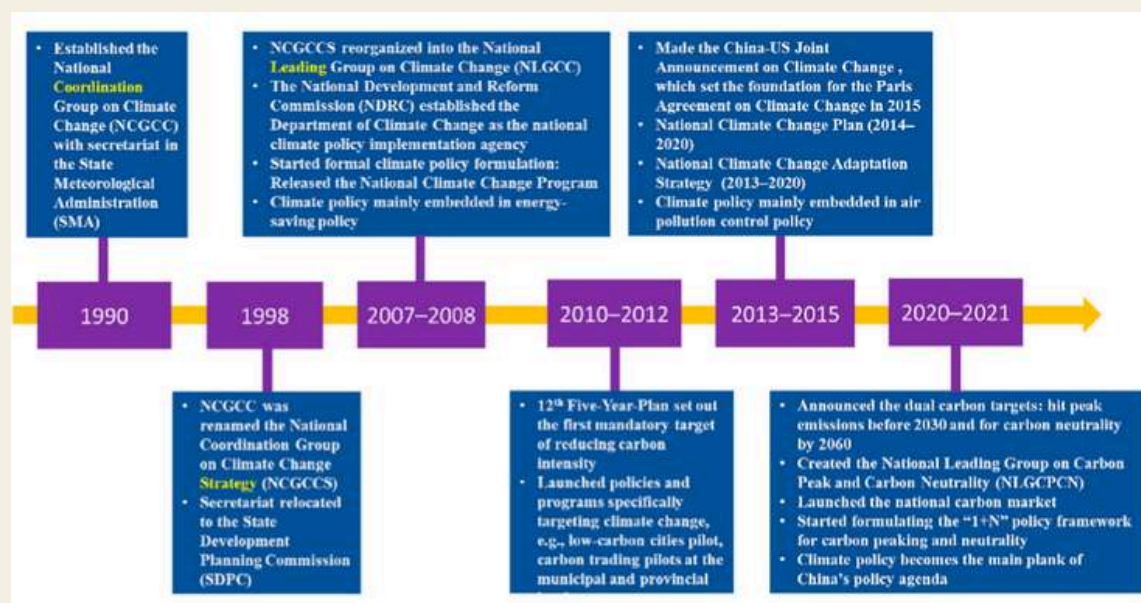 • Established the
National
Coordination
Group on Climate
Change (NCGCC)
with secretariat in
the State
Meteorological
Administration
(SMA)
• NCGCCS reorganized into the National
Leading Group on Climate Change (NLGCC)
• The National Development and Reform
Commission (NDRC) established the
Department of Climate Change as the national
climate policy implementation agency
• Started formal climate policy formulation:
Released the National Climate Change Program
• Climate policy mainly embedded in energy-
saving policy
• Made the China-US Joint
Announcement on Climate Change ,
which set the foundation for the Paris
Agreement on Climate Change in 2015
• National Climate Change Plan (2014–
2020)
• National Climate Change Adaptation
Strategy (2013–2020)
• Climate policy mainly embedded in air
pollution control policy
1990
1998
2007–2008
2010–2012
2013–2015
2020–2021
• NCGCC was
renamed the National
Coordination Group
on Climate Change
Strategy (NCGCCS)
• Secretariat relocated
to the State
Development
Planning Commission
(SDPC)
• 12th Five-Year-Plan set out
the first mandatory target
of reducing carbon
intensity
• Launched policies and
programs specifically
targeting climate change,
e.g., low-carbon cities pilot,
carbon trading pilots at the
municipal and provincial
• Announced the dual carbon targets: hit peak
emissions before 2030 and for carbon neutrality
by 2060
• Created the National Leading Group on Carbon
Peak and Carbon Neutrality (NLGCPCN)
• Launched the national carbon market
• Started formulating the “1+N” policy framework
for carbon peaking and neutrality
• Climate policy becomes the main plank of
China’s policy agenda